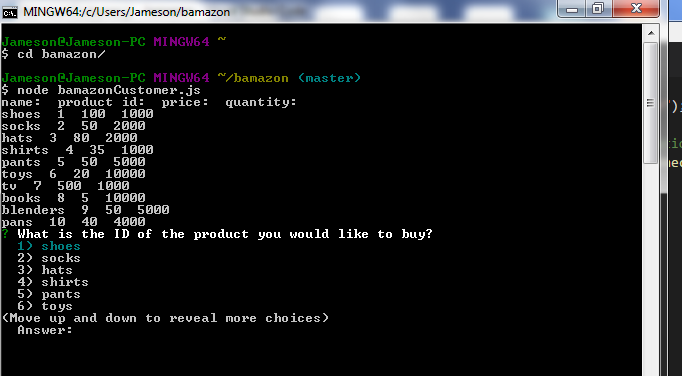 MINGW64:/c/Users/Jameson/bamazon
Jameson@Jameson-PC MINGW64 ~
$ cd bamazon/
Jameson@Jameson-PC MINGW64 ~/bamazon (master)
$ node bamazonCustomer.js
name:  product id:  price:  quantity:
shoes  1  100  1000
socks  2  50  2000
hats  3  80  2000
shirts  4  35  1000
pants  5  50  5000
toys  6  20  10000
tv  7  500  1000
books  8  5  10000
blenders  9  50  5000
pans  10  40  4000
? What is the ID of the product you would like to buy?
1) shoes
2) socks
3) hats
4) shirts
5) pants
6) toys
(Move up and down to reveal more choices)
Answer: